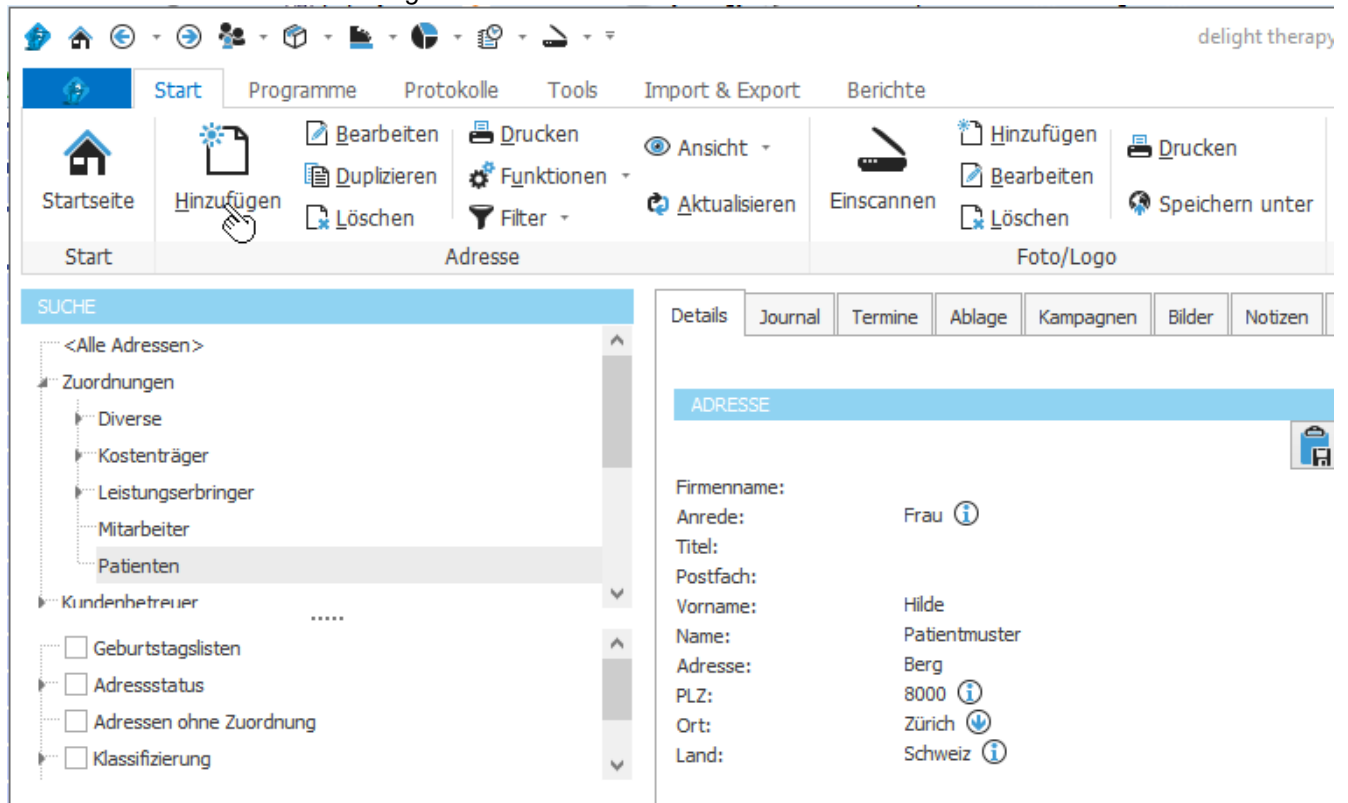 delight therapy
Start Programme Protokolle Tools Import & Export Berichte
Startseite
Hinzufügen
Bearbeiten
Duplizieren
Löschen
Drucken
Funktionen
Filter
Ansicht
Aktualisieren
Einscannen
Hinzufügen
Bearbeiten
Löschen
Drucken
Speichern unter
Start Adresse Foto/Logo
SUCHE
<Alle Adressen>
Zuordnungen
Diverse
Kostenträger
Leistungserbringer
Mitarbeiter
Patienten
Kundenbetreuer
Geburtstagslisten
Adressstatus
Adressen ohne Zuordnung
Klassifizierung
Details Journal Termine Ablage Kampagnen Bilder Notizen
ADRESSE
Firmenname:
Anrede: Frau
Titel:
Postfach:
Vorname: Hilde
Name: Patientmuster
Adresse: Berg
PLZ: 8000
Ort: Zürich
Land: Schweiz